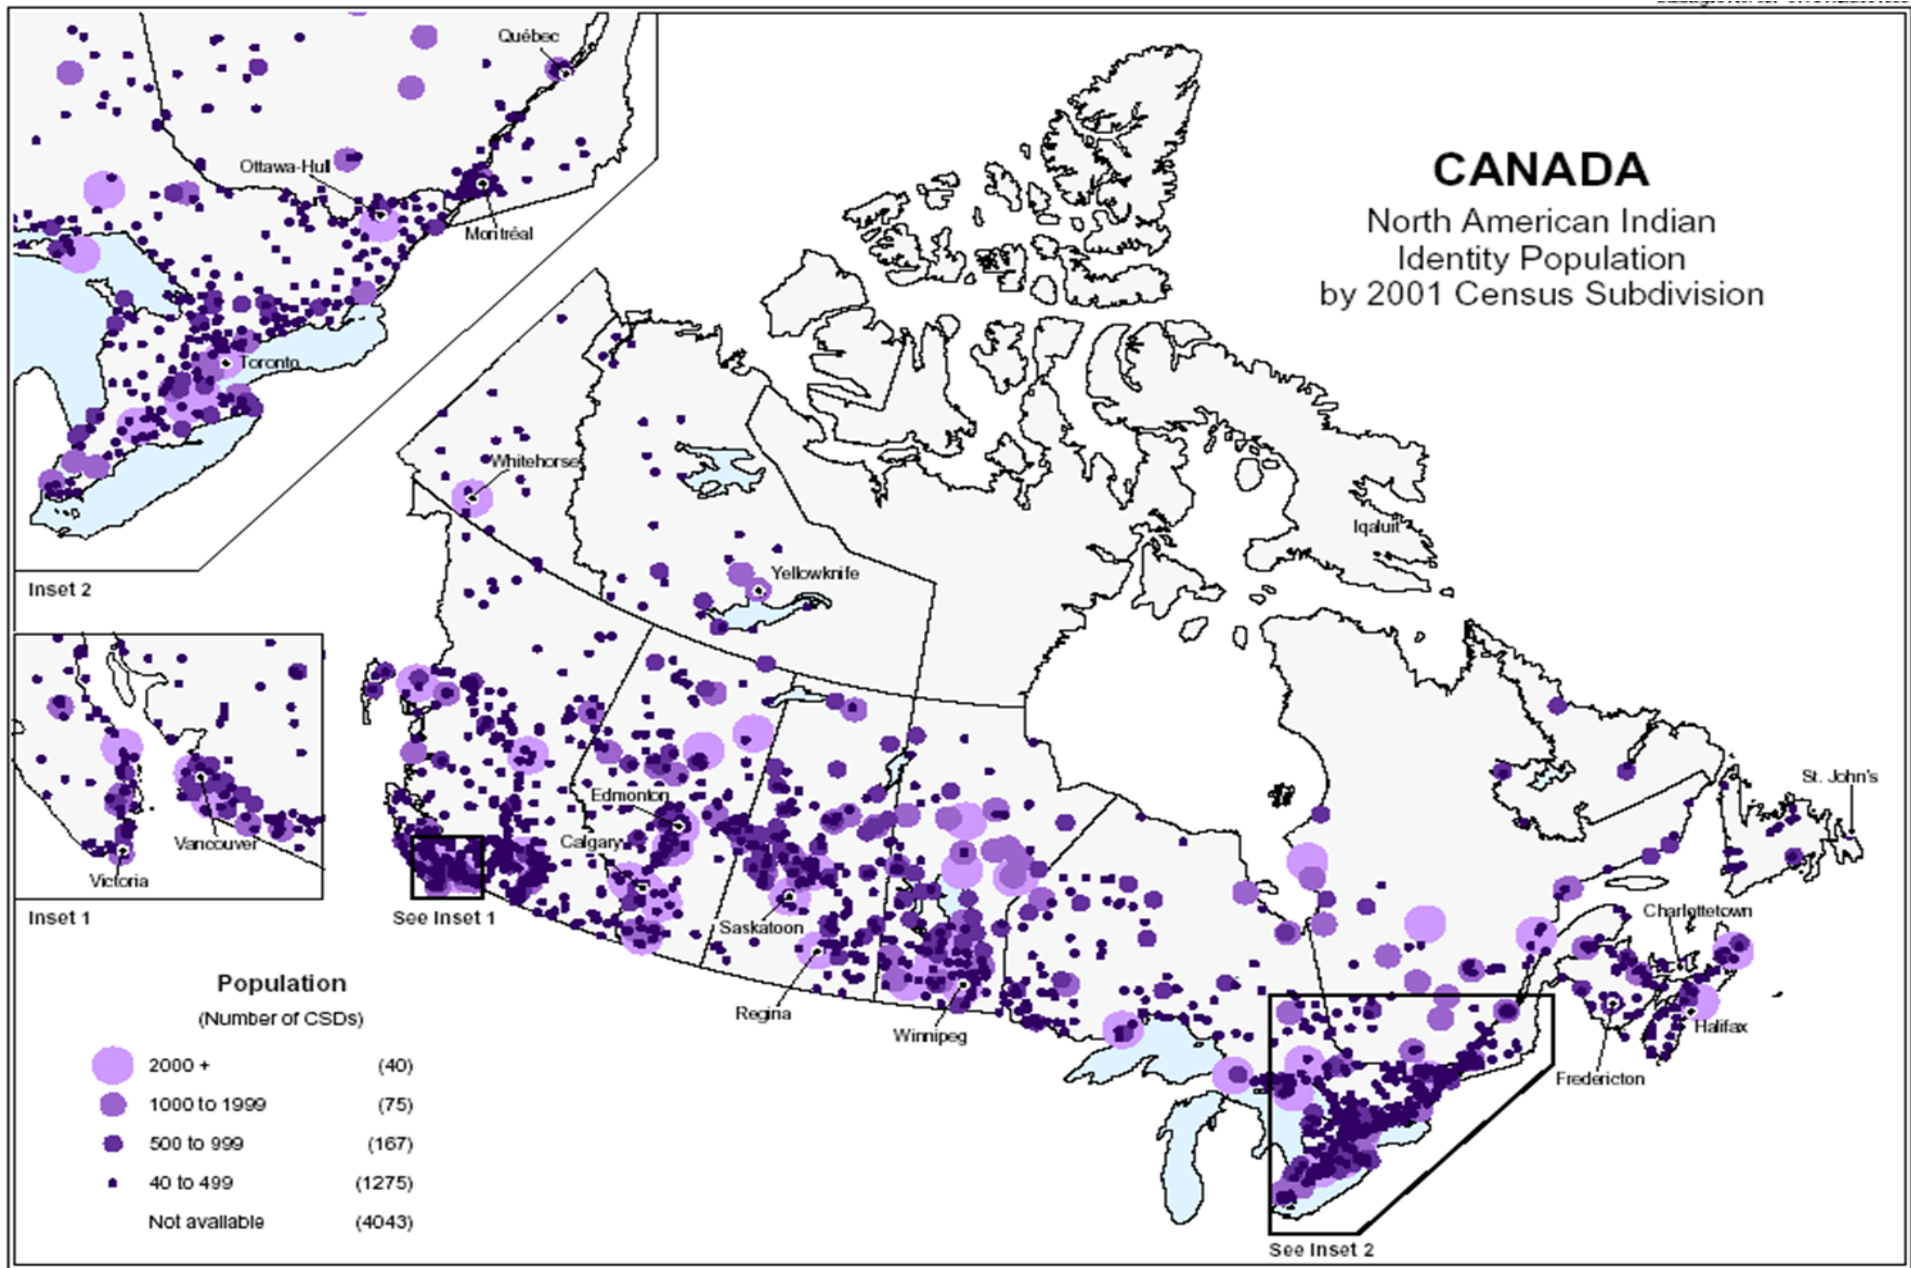 CANADA
North American Indian
Identity Population
by 2001 Census Subdivision
Québec
Ottawa-Hull
Montréal
Toronto
Inset 2
Vancouver
Victoria
Inset 1
Whitehorse
Yellowknife
Iqaluit
Edmonton
Calgary
See Inset 1
Saskatoon
Regina
Winnipeg
St. John's
Charlottetown
Halifax
Fredericton
See Inset 2
Population
(Number of CSDs)
2000 + (40)
1000 to 1999 (75)
500 to 999 (167)
40 to 499 (1275)
Not available (4043)